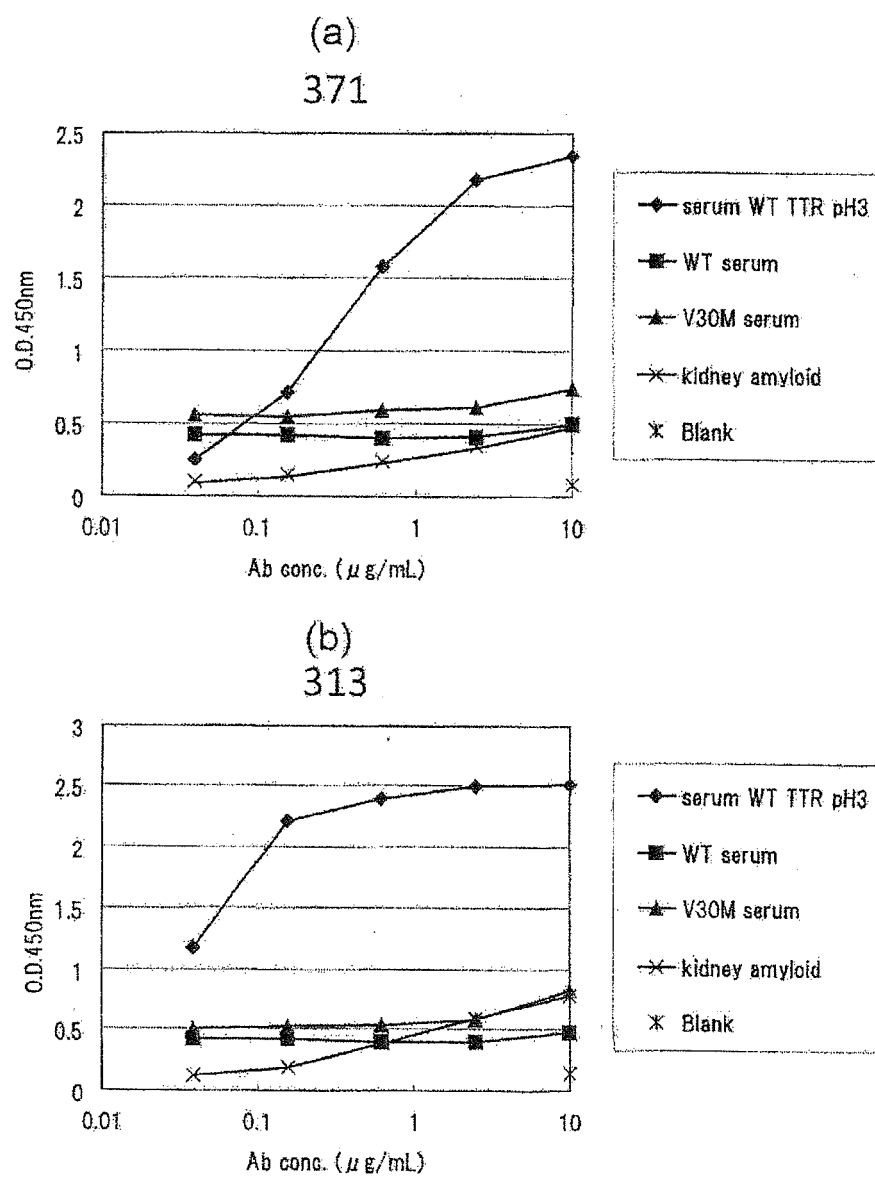 (a)
371
2.5
2
1.5
1
0.5
0
O.D.450nm
0.01 0.1 1 10
Ab conc. (μg/mL)
serum WT TTR pH3
WT serum
V30M serum
kidney amyloid
Blank
(b)
313
3
2.5
2
1.5
1
0.5
0
O.D.450nm
0.01 0.1 1 10
Ab conc. (μg/mL)
serum WT TTR pH3
WT serum
V30M serum
kidney amyloid
Blank